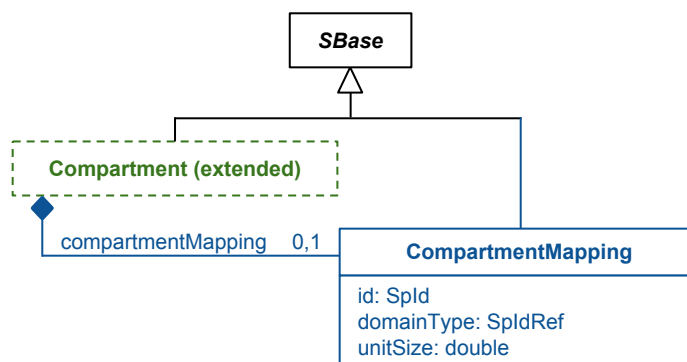 SBase
Compartment (extended)
compartmentMapping 0,1
CompartmentMapping
id: SpId
domainType: SpIdRef
unitSize: double